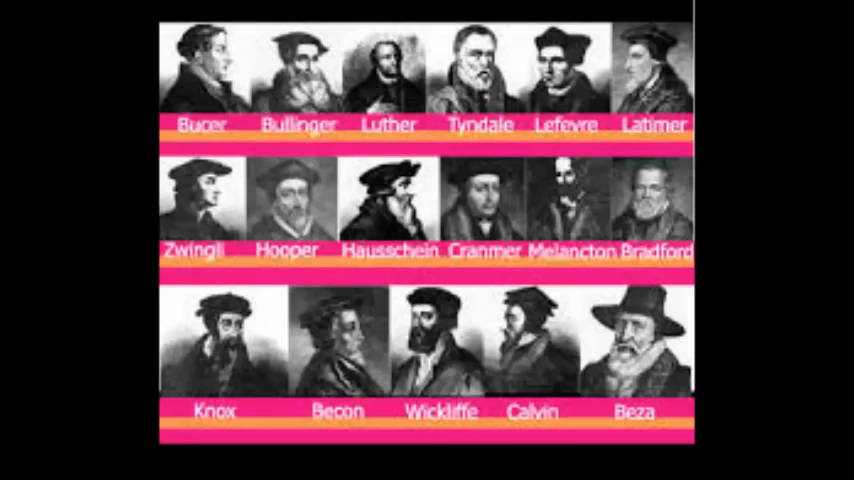 Bucer Bullinger Luther Tyndale Lefevre Latimer
Zwingli Hooper Hausschein Cranmer Melancton Bradford
Knox Becon Wickliffe Calvin Beza